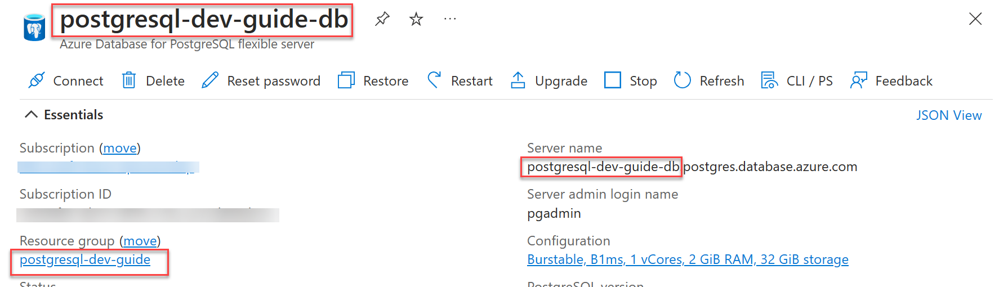 postgresql-dev-guide-db
Azure Database for PostgreSQL flexible server
Connect Delete Reset password Restore Restart Upgrade Stop Refresh CLI / PS Feedback
Essentials
JSON View
Subscription (move)
Subscription ID
Resource group (move)
postgresql-dev-guide
Status
Server name
postgresql-dev-guide-db.postgres.database.azure.com
Server admin login name
pgadmin
Configuration
Burstable, B1ms, 1 vCores, 2 GiB RAM, 32 GiB storage
PostgreSQL version